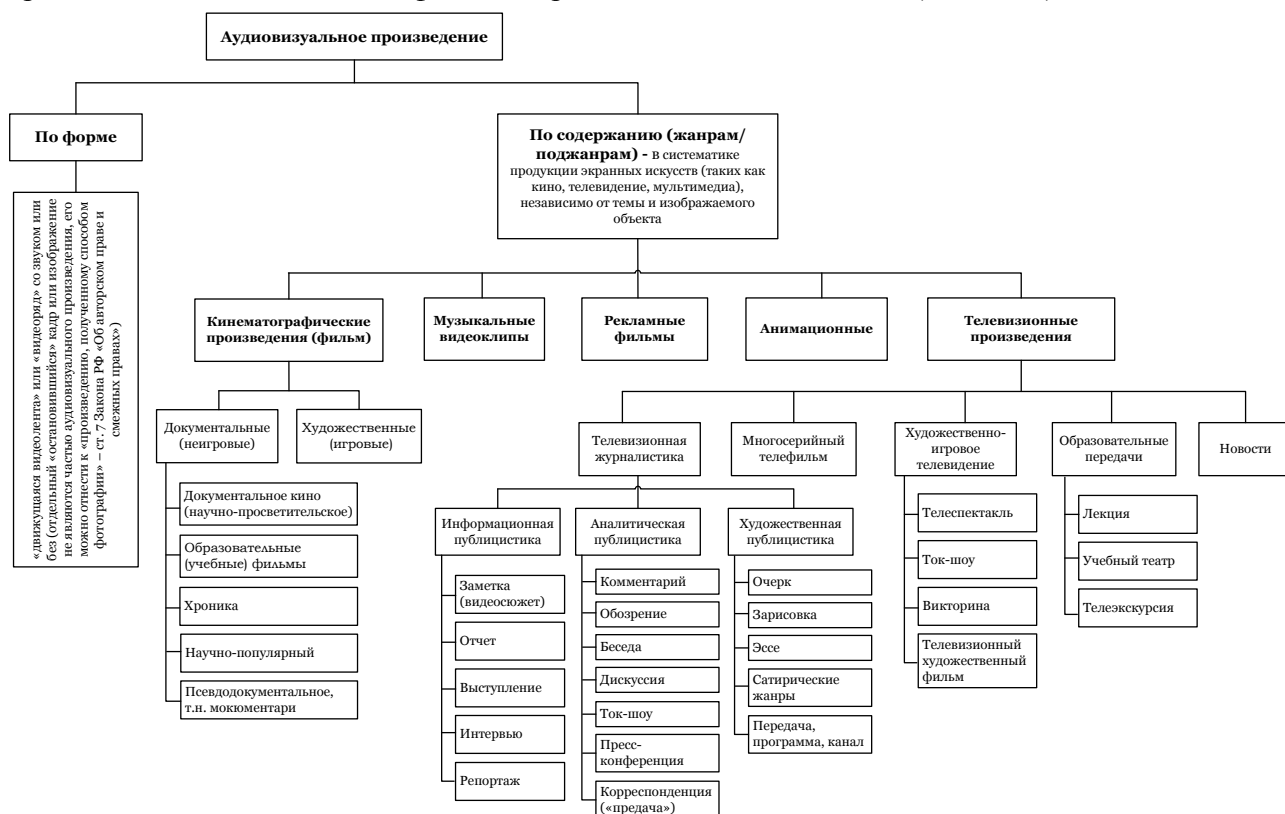 Аудиовизуальное произведение
По форме
«движущаяся видеолента» или «видеоряд» со звуком или
без (отдельный «остановившийся» кадр или изображение
не являются частью аудиовизуального произведения, его
можно отнести к «произведению, полученному способом
фотографии» – ст. 7 Закона РФ «Об авторском праве и
смежных правах»)
По содержанию (жанрам/
поджанрам) - в систематике
продукции экранных искусств (таких как
кино, телевидение, мультимедиа),
независимо от темы и изображаемого
объекта
Кинематографические
произведения (фильм)
Музыкальные
видеоклипы
Рекламные
фильмы
Анимационные
Телевизионные
произведения
Документальные
(неигровые)
Художественные
(игровые)
Документальное кино
(научно-просветительское)
Образовательные
(учебные) фильмы
Хроника
Научно-популярный
Псевдодокументальное,
т.н. мокюментари
Телевизионная
журналистика
Многосерийный
телефильм
Художественно-
игровое
телевидение
Образовательные
передачи
Новости
Информационная
публицистика
Аналитическая
публицистика
Художественная
публицистика
Заметка
(видеосюжет)
Отчет
Выступление
Интервью
Репортаж
Комментарий
Обозрение
Беседа
Дискуссия
Ток-шоу
Пресс-
конференция
Корреспонденция
(«предача»)
Очерк
Зарисовка
Эссе
Сатирические
жанры
Передача,
программа, канал
Телеспектакль
Ток-шоу
Викторина
Телевизионный
художественный
фильм
Лекция
Учебный театр
Телеэкскурсия